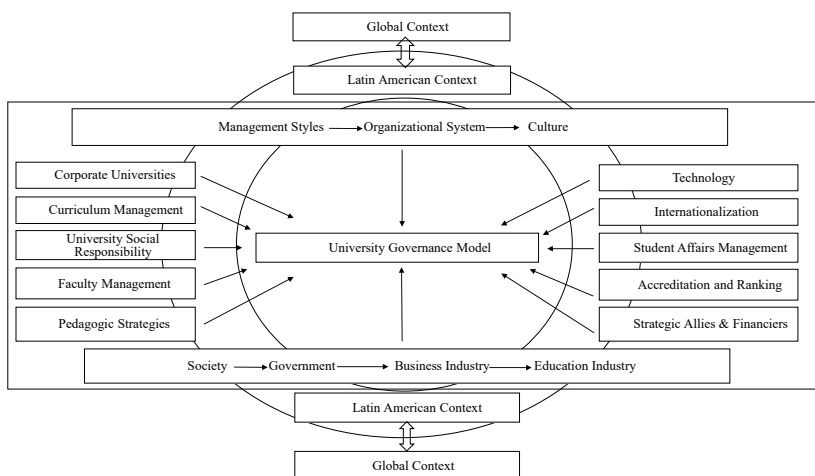 Global Context
Latin American Context
Management Styles Organizational System Culture
Corporate Universities
Curriculum Management
University Social
Responsibility
Faculty Management
Pedagogic Strategies
University Governance Model
Technology
Internationalization
Student Affairs Management
Accreditation and Ranking
Strategic Allies & Financiers
Society Government Business Industry Education Industry
Latin American Context
Global Context